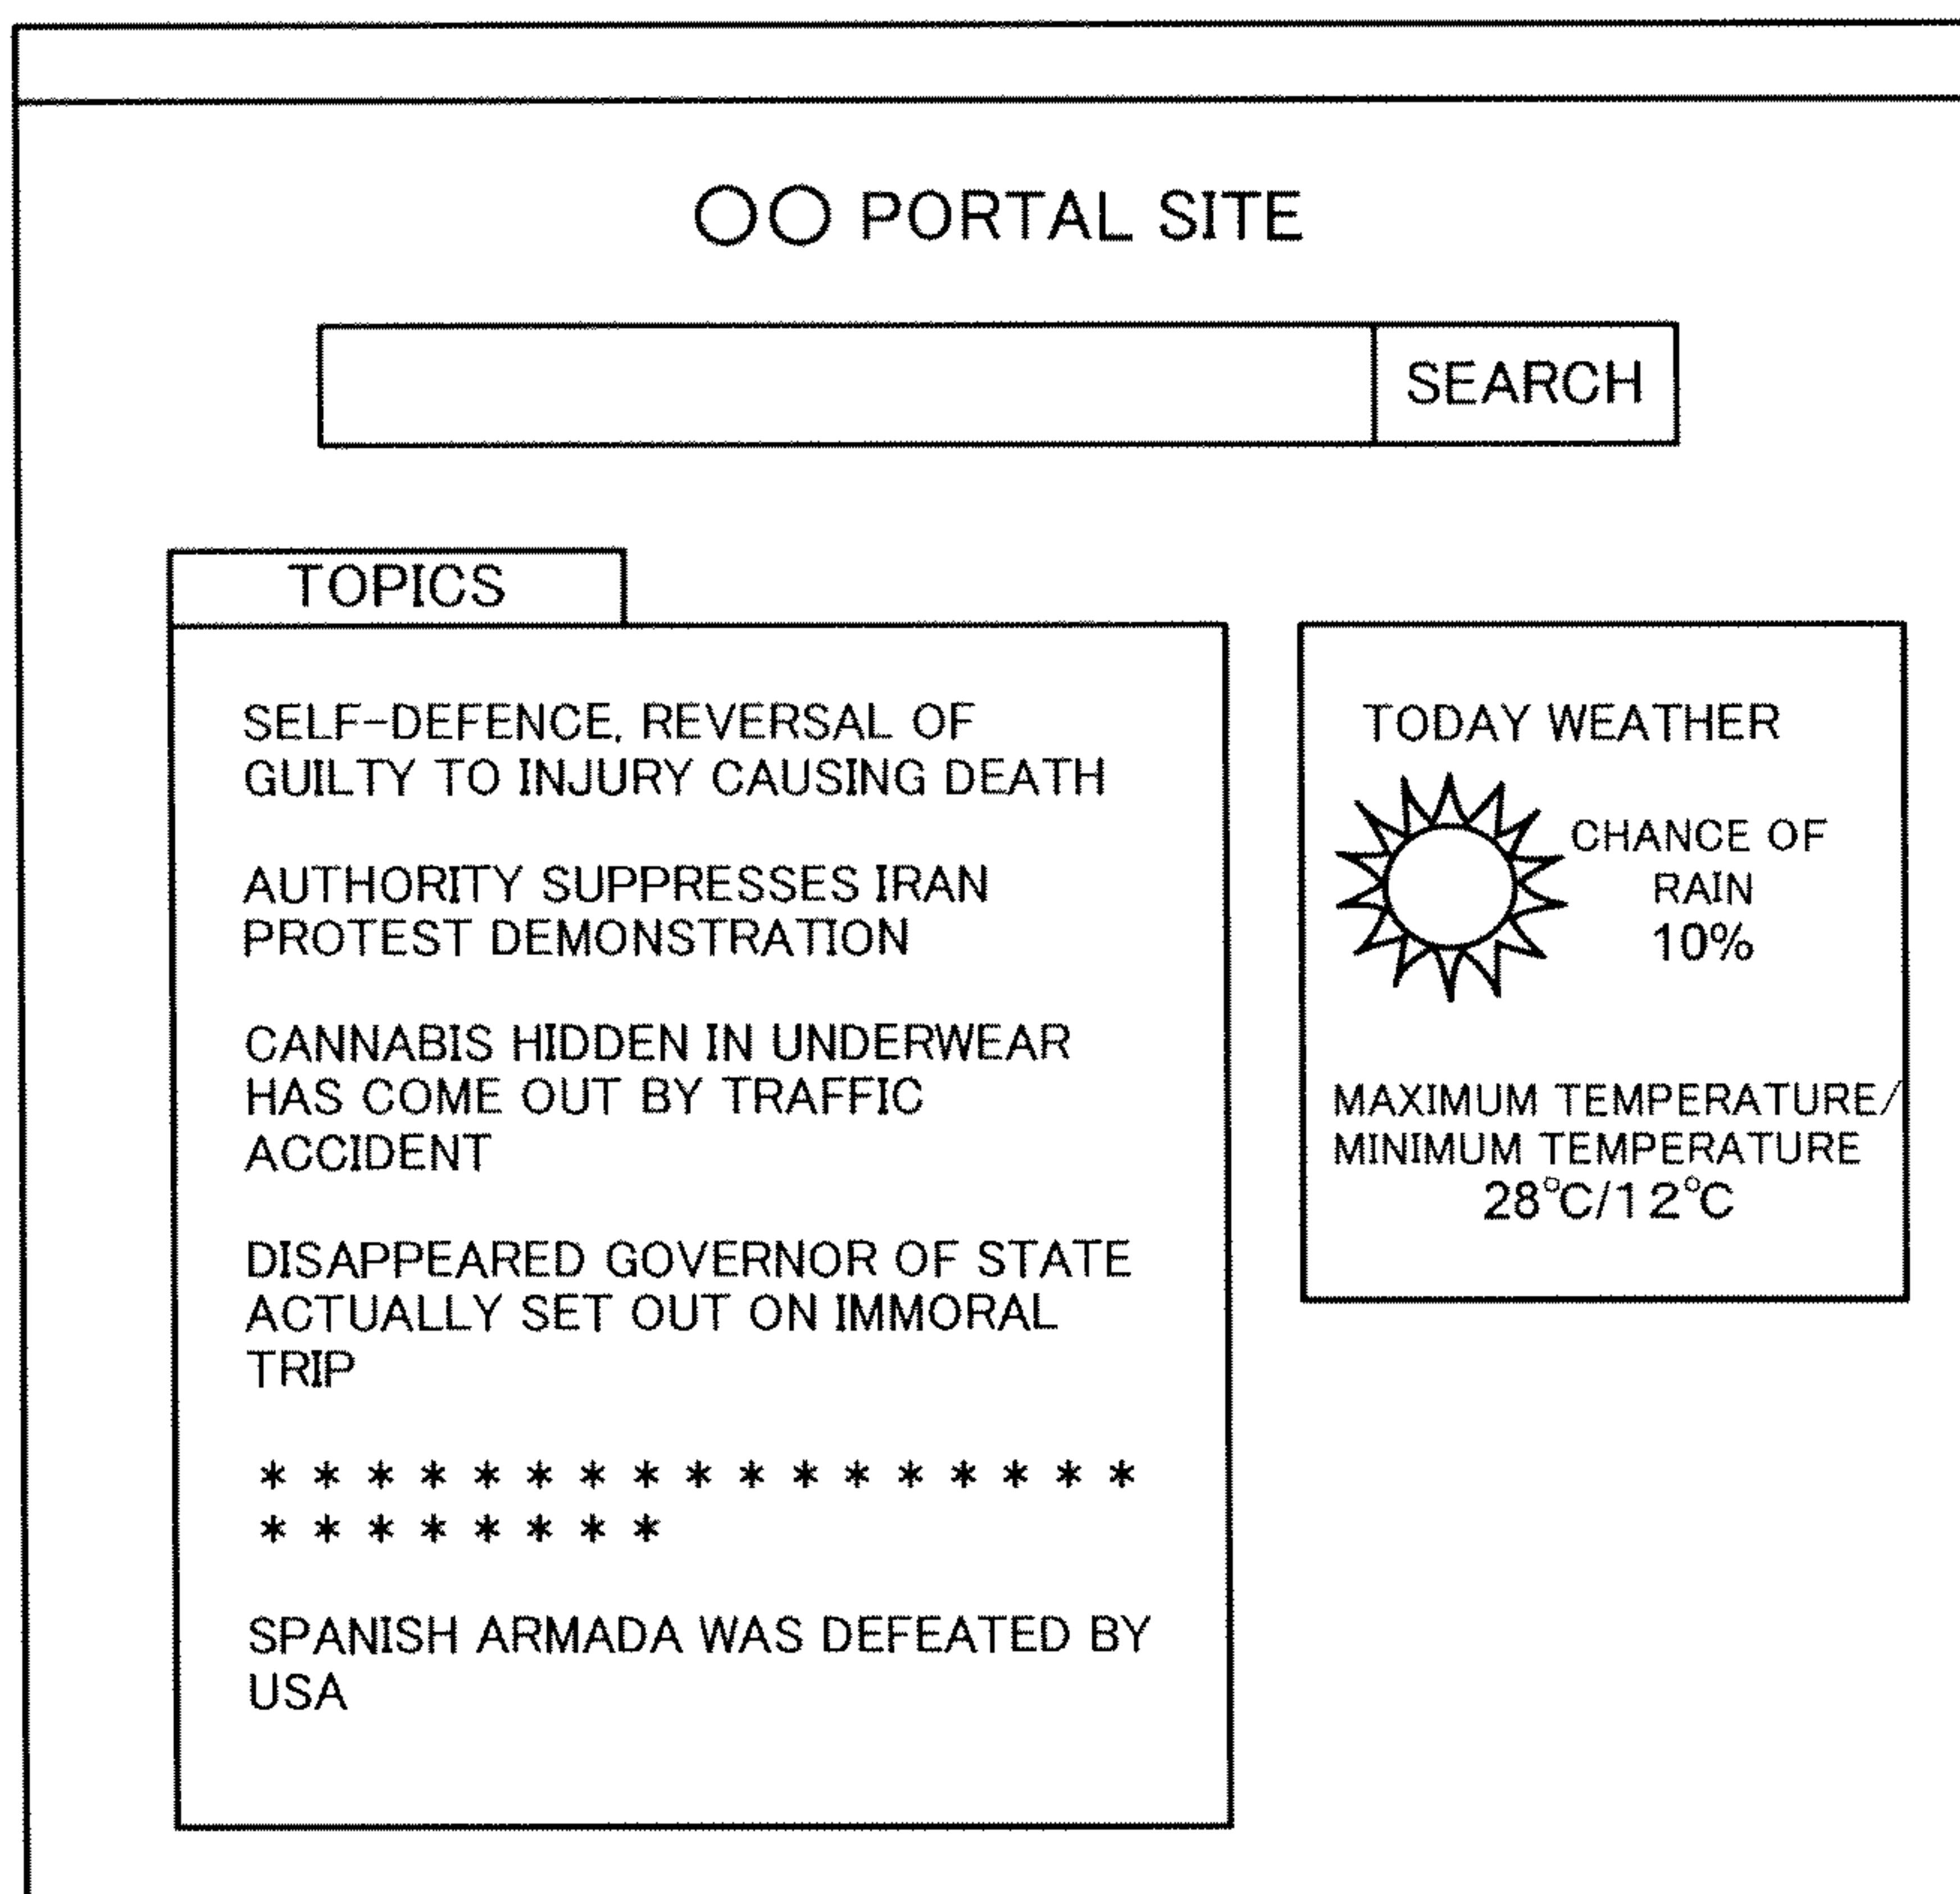 ○○ PORTAL SITE
SEARCH
TOPICS
SELF-DEFENCE, REVERSAL OF
GUILTY TO INJURY CAUSING DEATH
AUTHORITY SUPPRESSES IRAN
PROTEST DEMONSTRATION
CANNABIS HIDDEN IN UNDERWEAR
HAS COME OUT BY TRAFFIC
ACCIDENT
DISAPPEARED GOVERNOR OF STATE
ACTUALLY SET OUT ON IMMORAL
TRIP
* * * * * * * * * * * * * * * * *
* * * * * * * *
SPANISH ARMADA WAS DEFEATED BY
USA
TODAY WEATHER
CHANCE OF
RAIN
10%
MAXIMUM TEMPERATURE/
MINIMUM TEMPERATURE
28℃/12℃